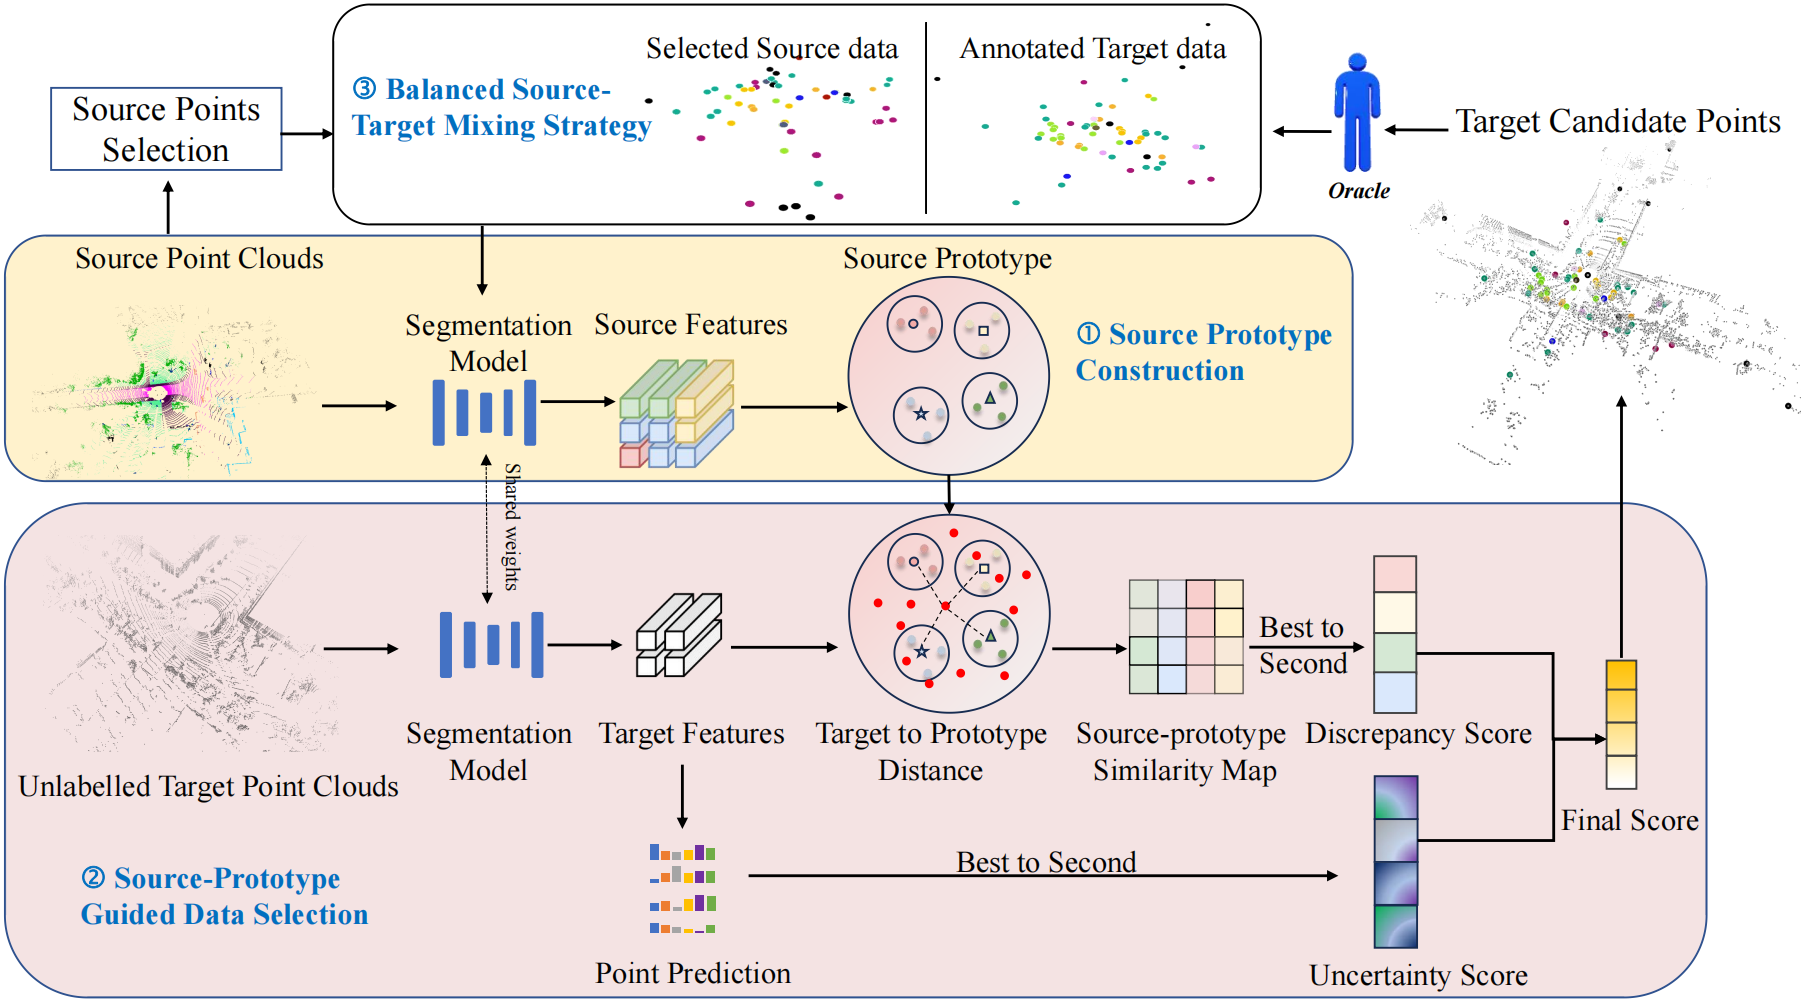 Selected Source data
Annotated Target data
③ Balanced Source-
Target Mixing Strategy
Source Points
Selection
Oracle
Target Candidate Points
Source Point Clouds
Segmentation
Model
Source Features
Source Prototype
① Source Prototype
Construction
Shared weights
Unlabelled Target Point Clouds
Segmentation
Model
Target Features
Target to Prototype
Distance
Source-prototype
Similarity Map
Best to
Second
Discrepancy Score
Final Score
② Source-Prototype
Guided Data Selection
Best to Second
Point Prediction
Uncertainty Score